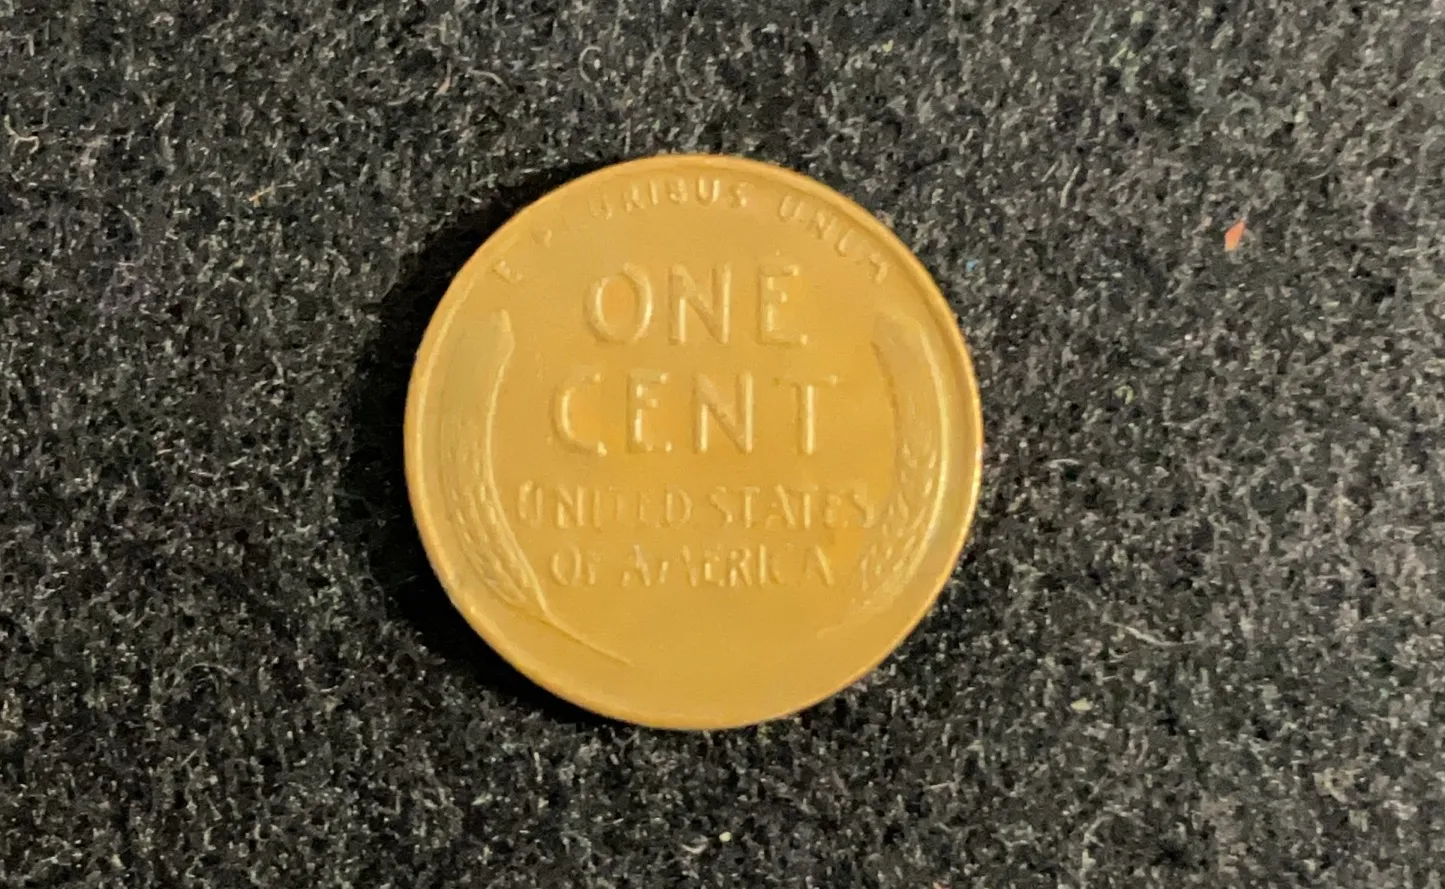 E PLURIBUS UNUM
ONE
CENT
UNITED STATES
OF AMERICA